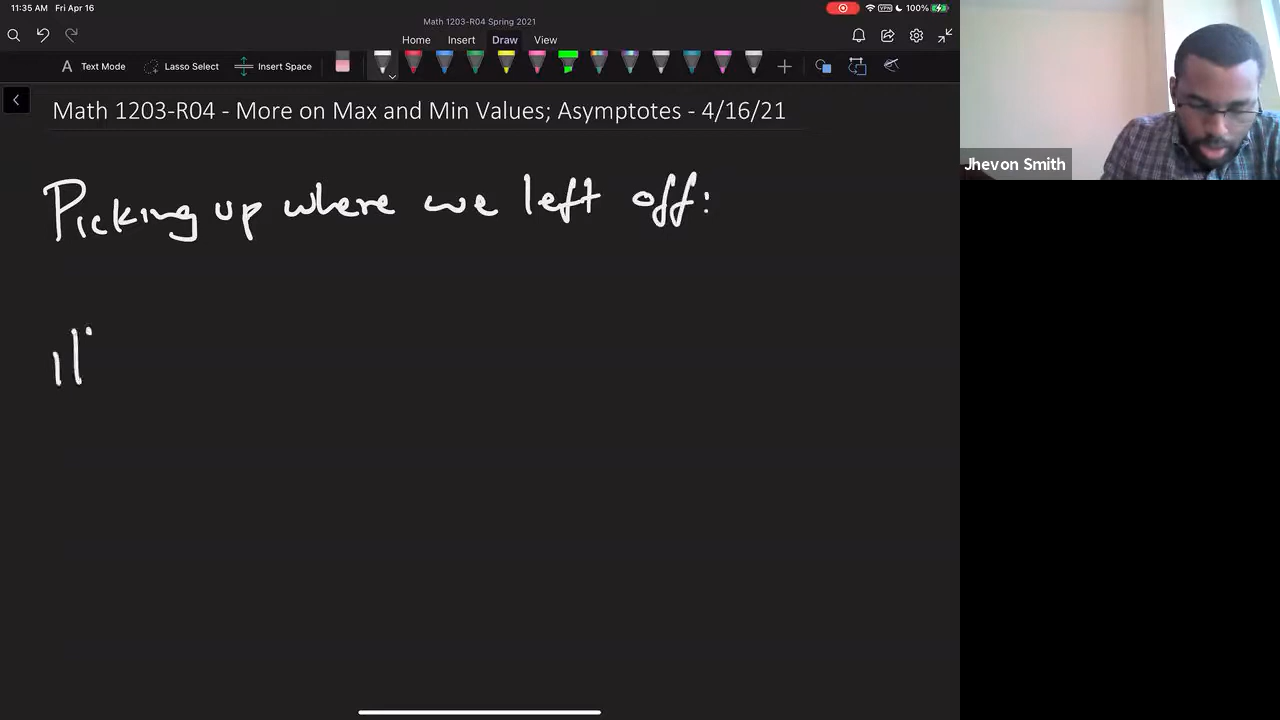 11:35 AM Fri Apr 16
VPN
100%
Math 1203-R04 Spring 2021
Home Insert Draw View
Text Mode Lasso Select Insert Space
Math 1203-R04 - More on Max and Min Values; Asymptotes - 4/16/21
Jhevon Smith
Picking up where we left off: